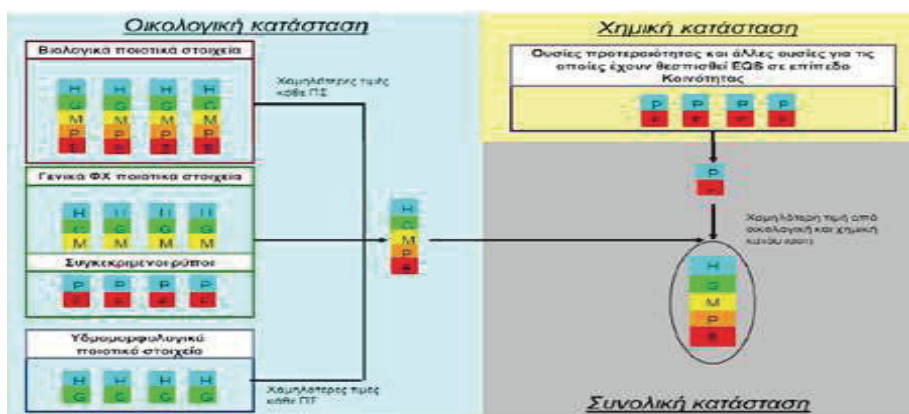 Οικολογική κατάσταση
Βιολογικά ποιοτικά στοιχεία
H H H H
G G G G
M M M M
P P P P
Χαμηλότερες τιμές
κάθε ΠΣ
Γενικά ΦΧ ποιοτικά στοιχεία
H H H
G G G
M M M M
Συγκεκριμένοι ρύποι
P P P P
H
G
M
P
Υδρομορφολογικά
ποιοτικά στοιχεία
H H H H
G G G G
Χαμηλότερες τιμές
κάθε ΠΣ
Χημική κατάσταση
Ουσίες προτεραιότητας και άλλες ουσίες για τις
οποίες έχουν θεσπισθεί EQS σε επίπεδο
Κοινότητας
P P P P
P
Χαμηλότερη τιμή από
οικολογική και χημική
κατάσταση
H
G
M
P
B
Συνολική κατάσταση